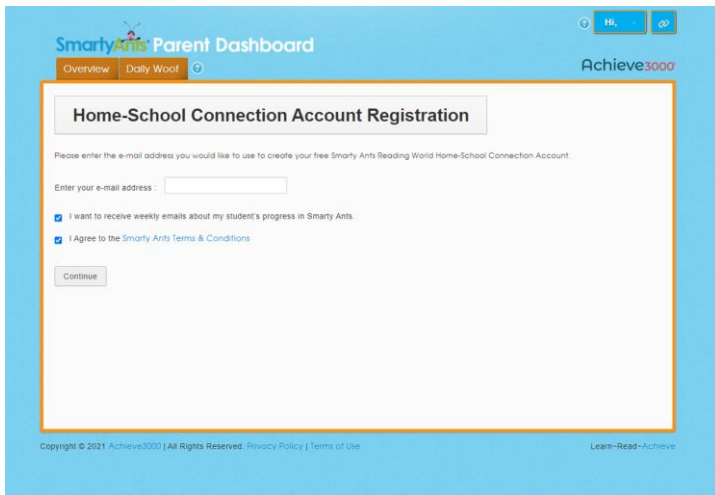 Hi,
SmartyAnts Parent Dashboard
Overview Daily Woof ?
Achieve3000
Home-School Connection Account Registration
Please enter the e-mail address you would like to use to create your free Smarty Ants Reading World Home-School Connection Account.
Enter your e-mail address :
I want to receive weekly emails about my student's progress in Smarty Ants.
I Agree to the Smarty Ants Terms & Conditions
Continue
Copyright © 2021 Achieve3000 | All Rights Reserved. Privacy Policy | Terms of Use
Learn~Read~Achieve